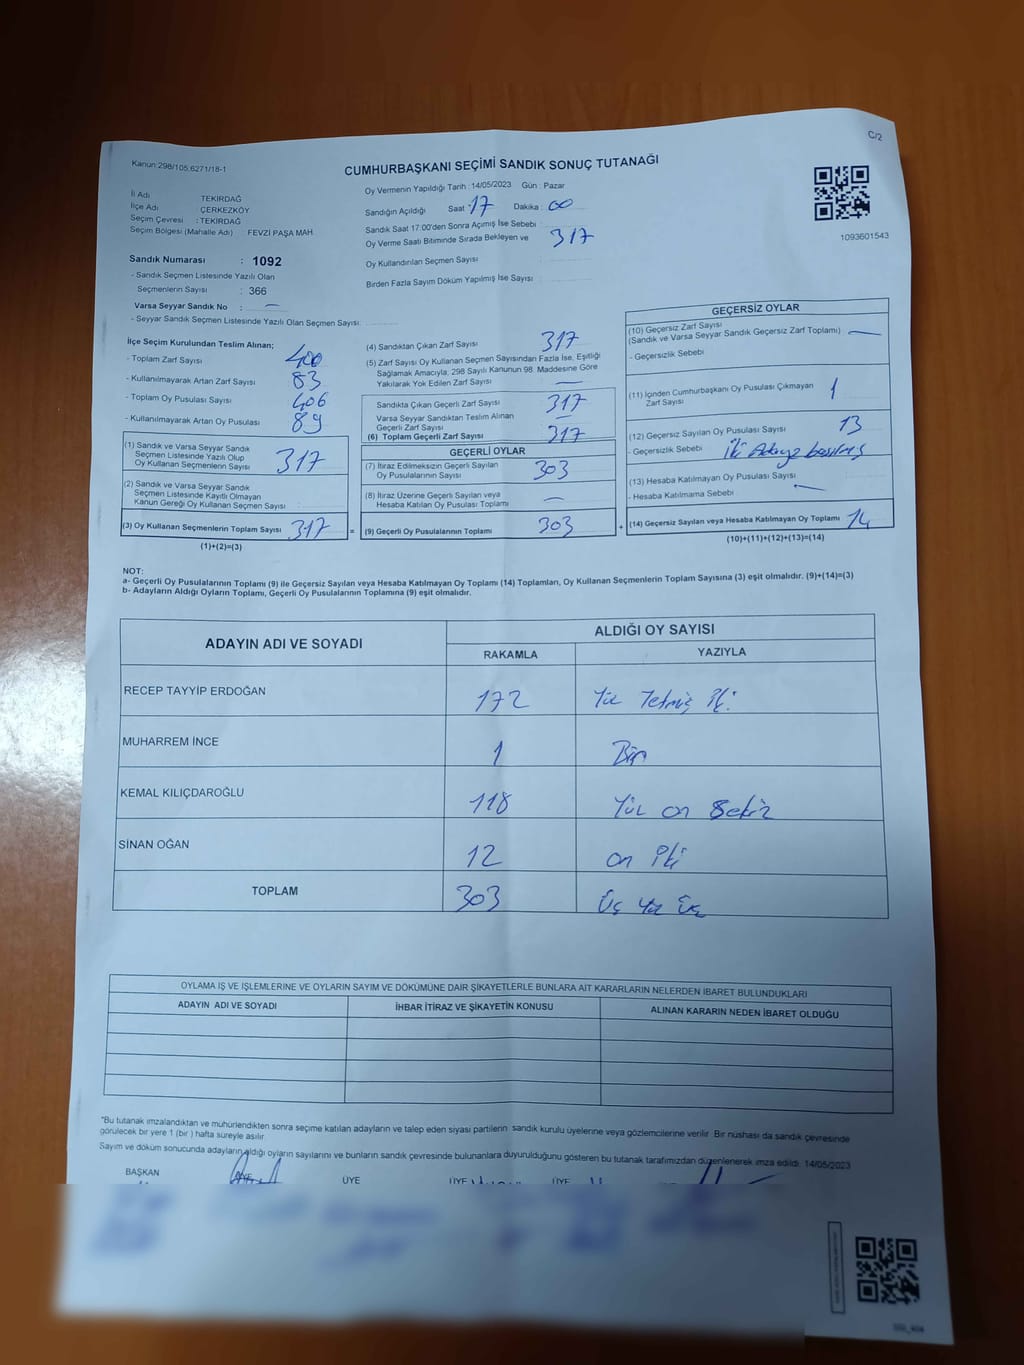 C/2
Kanun:298/105,6271/18-1
CUMHURBAŞKANI SEÇİMİ SANDIK SONUÇ TUTANAĞI
İl Adı TEKİRDAĞ
İlçe Adı ÇERKEZKÖY
Seçim Çevresi : TEKİRDAĞ
Seçim Bölgesi (Mahalle Adı) FEVZİ PAŞA MAH.
Oy Vermenin Yapıldığı Tarih : 14/05/2023 Gün : Pazar
Sandığın Açıldığı Saat : 17 Dakika : 00
Sandık Saat 17:00'den Sonra Açımış İse Sebebi :
Oy Verme Saati Bitiminde Sırada Bekleyen ve 317
Oy Kullandırılan Seçmen Sayısı
Birden Fazla Sayım Döküm Yapılmış İse Sayısı :
1093601543
Sandık Numarası : 1092
- Sandık Seçmen Listesinde Yazılı Olan
Seçmenlerin Sayısı : 366
Varsa Seyyar Sandık No : —
- Seyyar Sandık Seçmen Listesinde Yazılı Olan Seçmen Sayısı:
İlçe Seçim Kurulundan Teslim Alınan;
- Toplam Zarf Sayısı 400
- Kullanılmayarak Artan Zarf Sayısı 83
- Toplam Oy Pusulası Sayısı 406
- Kullanılmayarak Artan Oy Pusulası 89
(1) Sandık ve Varsa Seyyar Sandık
Seçmen Listesinde Yazılı Olup
Oy Kullanan Seçmenlerin Sayısı 317
(2) Sandık ve Varsa Seyyar Sandık
Seçmen Listesinde Kayıtlı Olmayan
Kanun Gereği Oy Kullanan Seçmen Sayısı :
(3) Oy Kullanan Seçmenlerin Toplam Sayısı 317 =
(1)+(2)=(3)
(4) Sandıktan Çıkan Zarf Sayısı 317
(5) Zarf Sayısı Oy Kullanan Seçmen Sayısından Fazla İse, Eşitliği
Sağlamak Amacıyla, 298 Sayılı Kanunun 98. Maddesine Göre
Yakılarak Yok Edilen Zarf Sayısı —
Sandıkta Çıkan Geçerli Zarf Sayısı 317
Varsa Seyyar Sandıktan Teslim Alınan
Geçerli Zarf Sayısı —
(6) Toplam Geçerli Zarf Sayısı 317
GEÇERLİ OYLAR
(7) İtiraz Edilmeksizin Geçerli Sayılan
Oy Pusulalarının Sayısı 303
(8) İtiraz Üzerine Geçerli Sayılan veya
Hesaba Katılan Oy Pusulası Toplamı —
(9) Geçerli Oy Pusulalarının Toplamı 303 +
GEÇERSİZ OYLAR
(10) Geçersiz Zarf Sayısı
(Sandık ve Varsa Seyyar Sandık Geçersiz Zarf Toplamı) —
- Geçersizlik Sebebi
(11) İçinden Cumhurbaşkanı Oy Pusulası Çıkmayan
Zarf Sayısı 1
(12) Geçersiz Sayılan Oy Pusulası Sayısı 13
- Geçersizlik Sebebi : İki Adaya basılmış
(13) Hesaba Katılmayan Oy Pusulası Sayısı : —
- Hesaba Katılmama Sebebi
(14) Geçersiz Sayılan veya Hesaba Katılmayan Oy Toplamı 14
(10)+(11)+(12)+(13)=(14)
NOT:
a- Geçerli Oy Pusulalarının Toplamı (9) ile Geçersiz Sayılan veya Hesaba Katılmayan Oy Toplamı (14) Toplamları, Oy Kullanan Seçmenlerin Toplam Sayısına (3) eşit olmalıdır. (9)+(14)=(3)
b- Adayların Aldığı Oyların Toplamı, Geçerli Oy Pusulalarının Toplamına (9) eşit olmalıdır.
ADAYIN ADI VE SOYADI ALDIĞI OY SAYISI
RAKAMLA YAZIYLA
RECEP TAYYİP ERDOĞAN 172 Yüz Yetmiş İki
MUHARREM İNCE 1 Bir
KEMAL KILIÇDAROĞLU 118 Yüz on Sekiz
SİNAN OĞAN 12 on iki
TOPLAM 303 Üç Yüz üç
OYLAMA İŞ VE İŞLEMLERİNE VE OYLARIN SAYIM VE DÖKÜMÜNE DAİR ŞİKAYETLERLE BUNLARA AİT KARARLARIN NELERDEN İBARET BULUNDUKLARI
ADAYIN ADI VE SOYADI İHBAR İTİRAZ VE ŞİKAYETİN KONUSU ALINAN KARARIN NEDEN İBARET OLDUĞU
"Bu tutanak imzalandıktan ve mühürlendikten sonra seçime katılan adayların ve talep eden siyasi partilerin sandık kurulu üyelerine veya gözlemcilerine verilir. Bir nüshası da sandık çevresinde
görülecek bir yere 1 (bir) hafta süreyle asılır.
Sayım ve döküm sonucunda adayların aldığı oyların sayılarını ve bunların sandık çevresinde bulunanlara duyurulduğunu gösteren bu tutanak tarafımızdan düzenlenerek imza edildi. 14/05/2023
BAŞKAN ÜYE ÜYE ÜYE